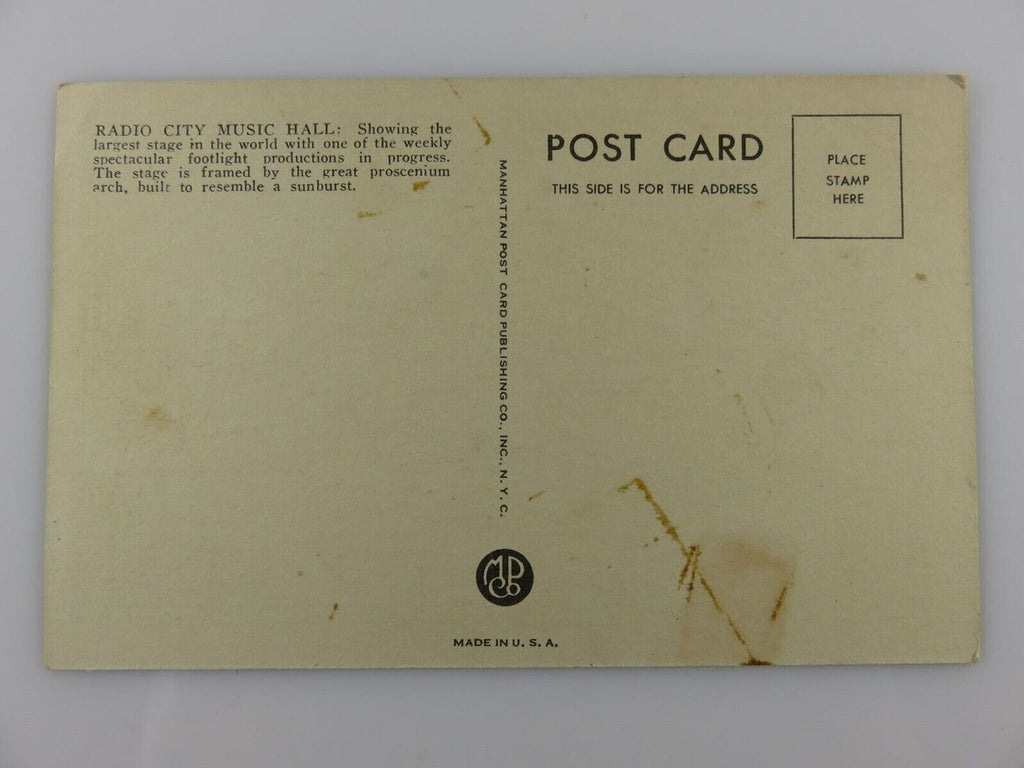 RADIO CITY MUSIC HALL: Showing the
largest stage in the world with one of the weekly
spectacular footlight productions in progress.
The stage is framed by the great proscenium
arch, built to resemble a sunburst.
MANHATTAN POST CARD PUBLISHING CO., INC., N. Y. C.
POST CARD
THIS SIDE IS FOR THE ADDRESS
PLACE
STAMP
HERE
MPCo
MADE IN U. S. A.